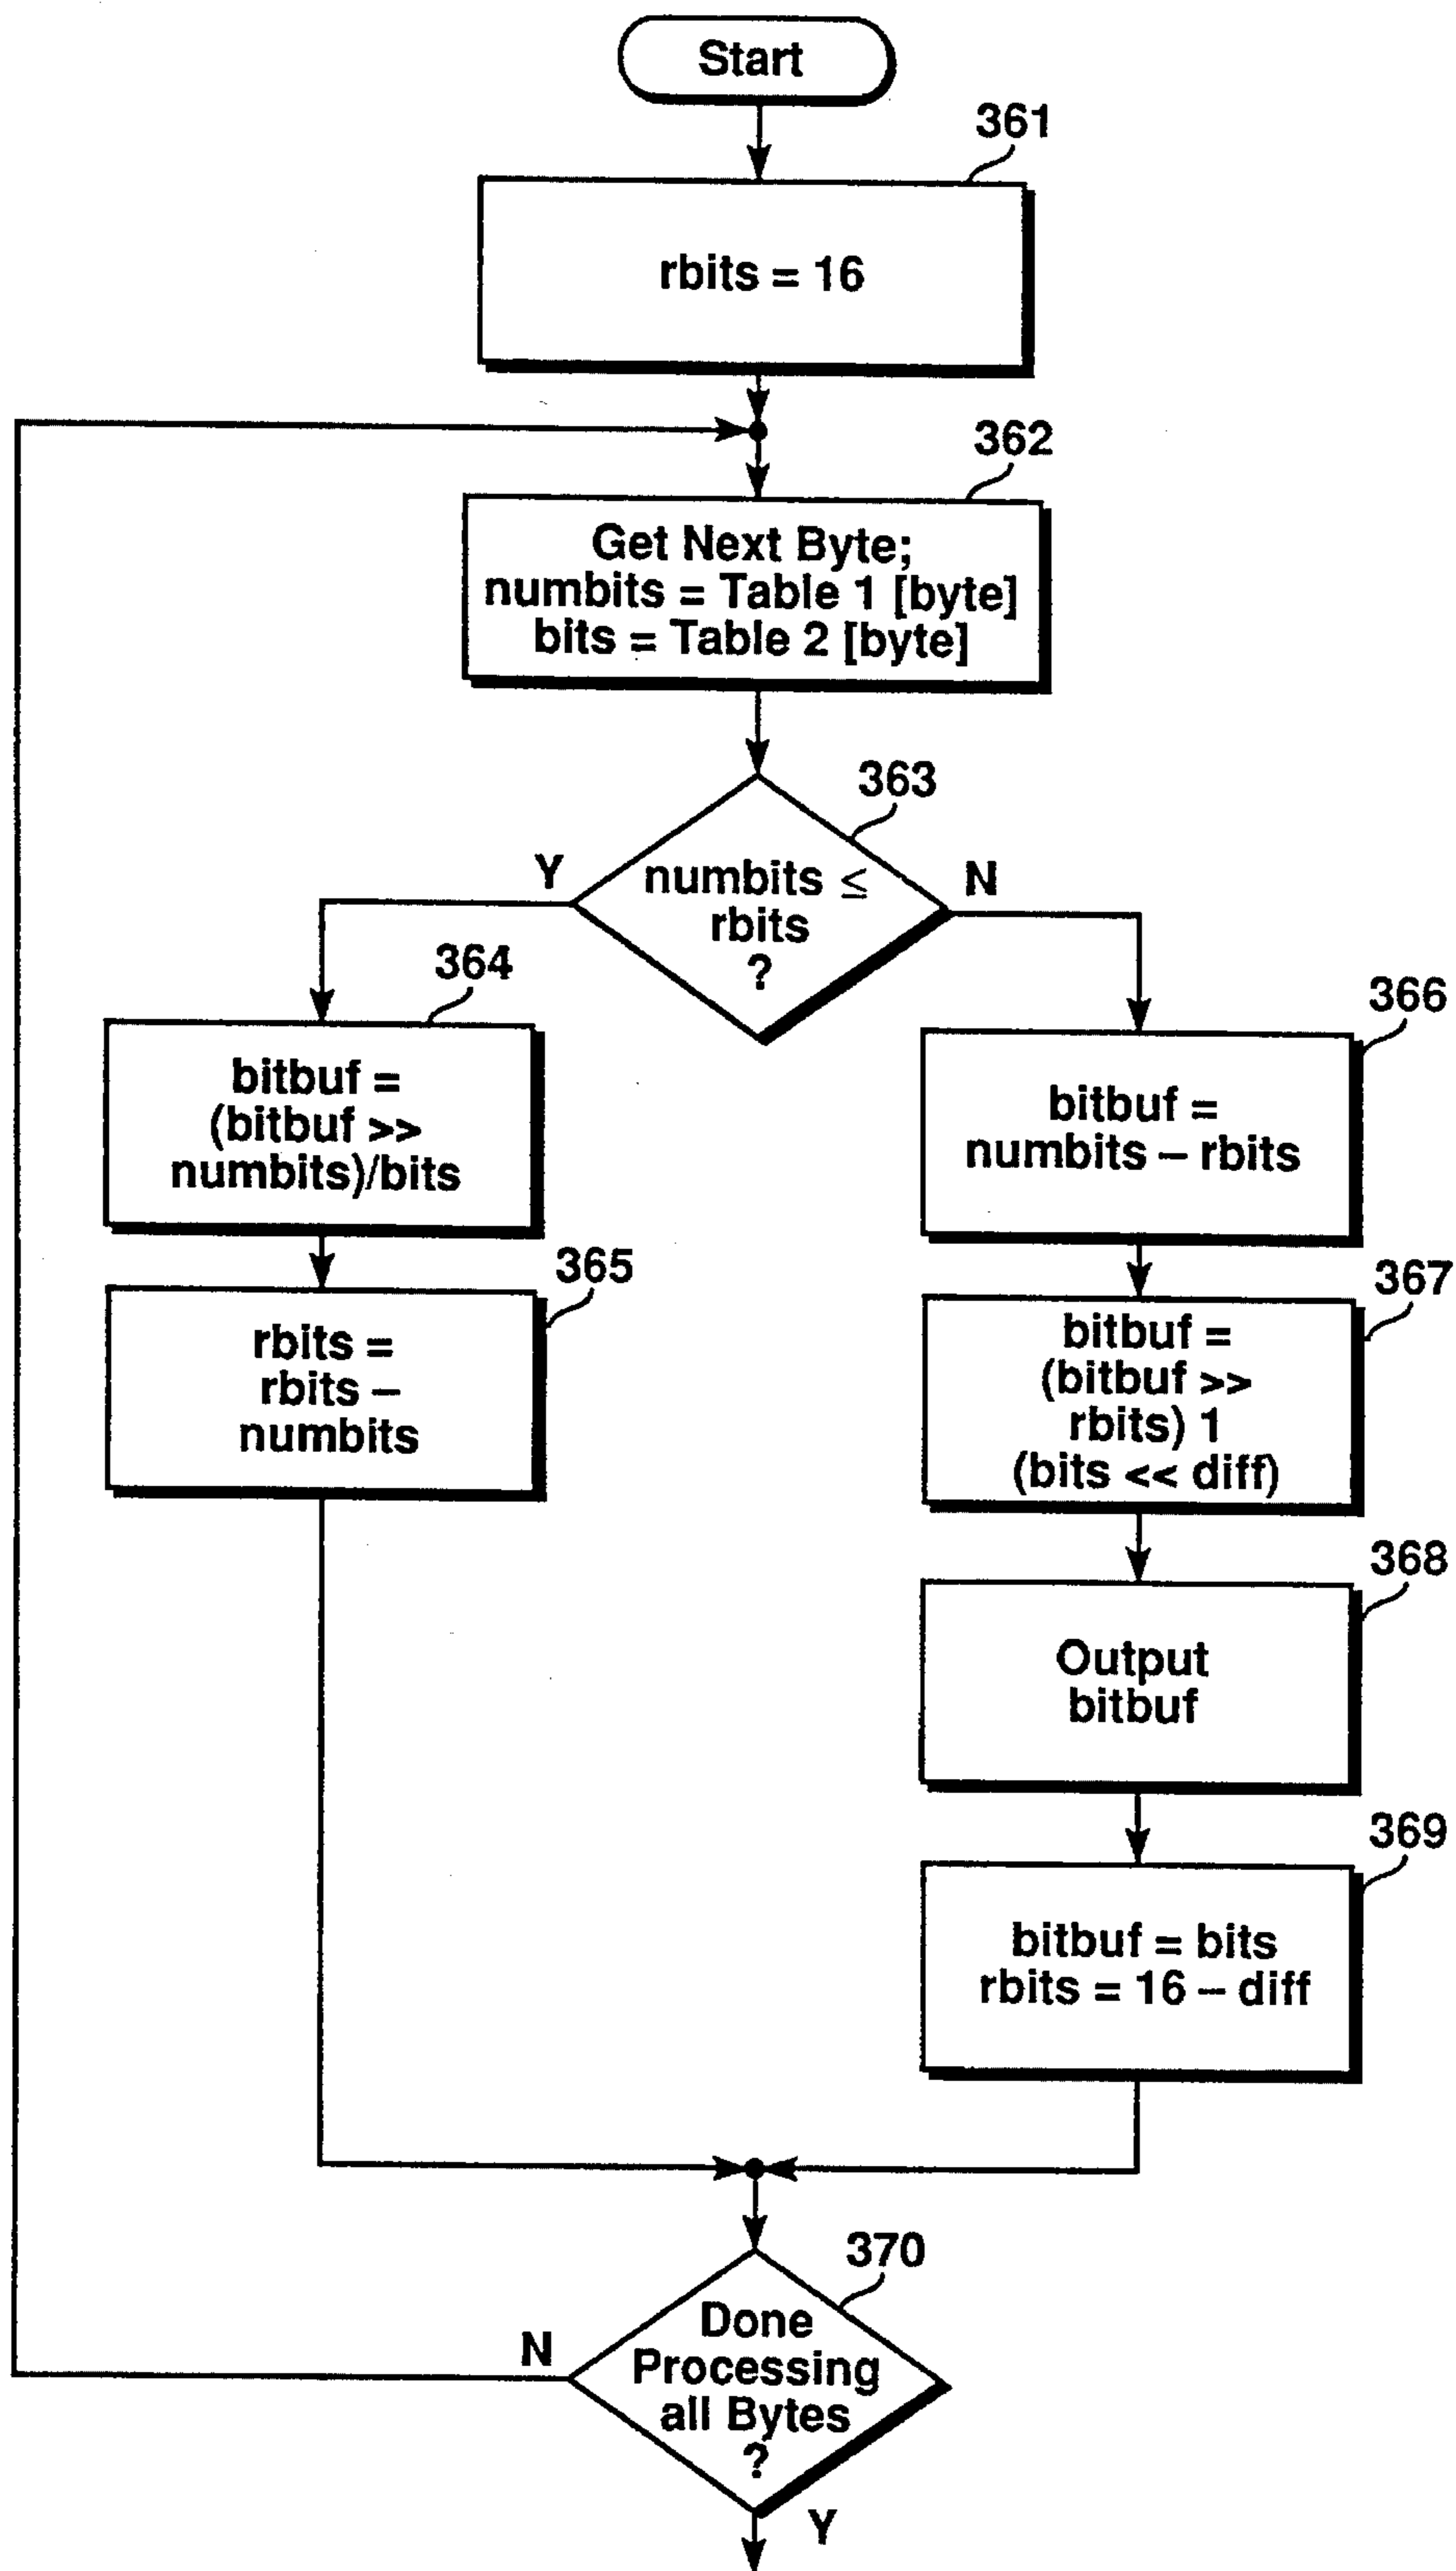 Start
361
rbits = 16
362
Get Next Byte;
numbits = Table 1 [byte]
bits = Table 2 [byte]
363
numbits ≤
rbits
?
Y
N
364
bitbuf =
(bitbuf >>
numbits)/bits
365
rbits =
rbits –
numbits
366
bitbuf =
numbits – rbits
367
bitbuf =
(bitbuf >>
rbits) 1
(bits << diff)
368
Output
bitbuf
369
bitbuf = bits
rbits = 16 – diff
370
Done
Processing
all Bytes
?
N
Y